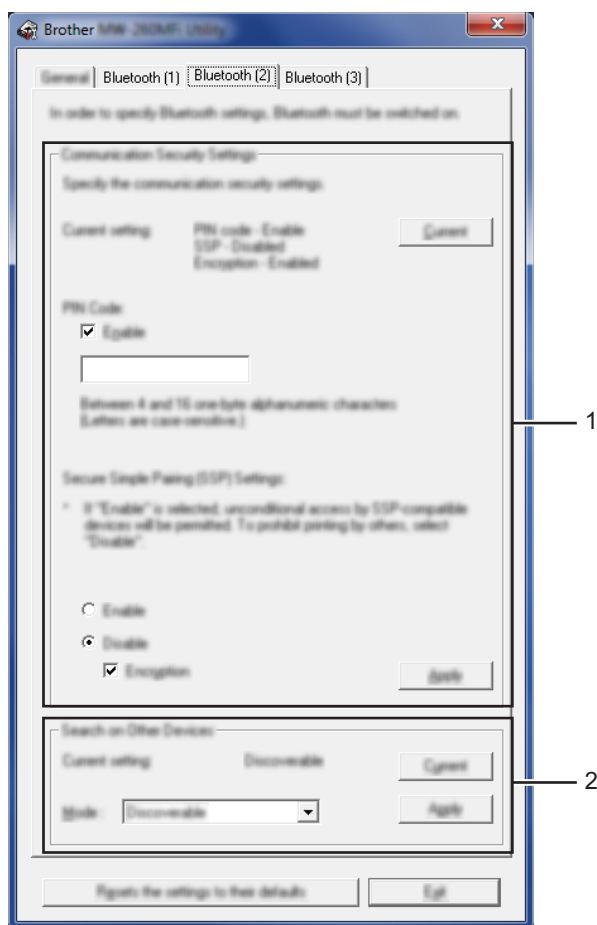 Brother MW-260MFi Utility
General Bluetooth (1) Bluetooth (2) Bluetooth (3)
In order to specify Bluetooth settings, Bluetooth must be switched on.
Communication Security Settings
Specify the communication security settings.
Current setting: PIN code - Enable
SSP - Disabled
Encryption - Enabled
Current
PIN Code:
Enable
Between 4 and 16 one-byte alphanumeric characters
(Letters are case-sensitive.)
1
Secure Simple Pairing (SSP) Settings:
* If "Enable" is selected, unconditional access by SSP-compatible
devices will be permitted. To prohibit printing by others, select
"Disable".
Enable
Disable
Encryption
Apply
Search on Other Devices
Current setting: Discoverable
Current
2
Mode : Discoverable
Apply
Resets the settings to their defaults
Exit